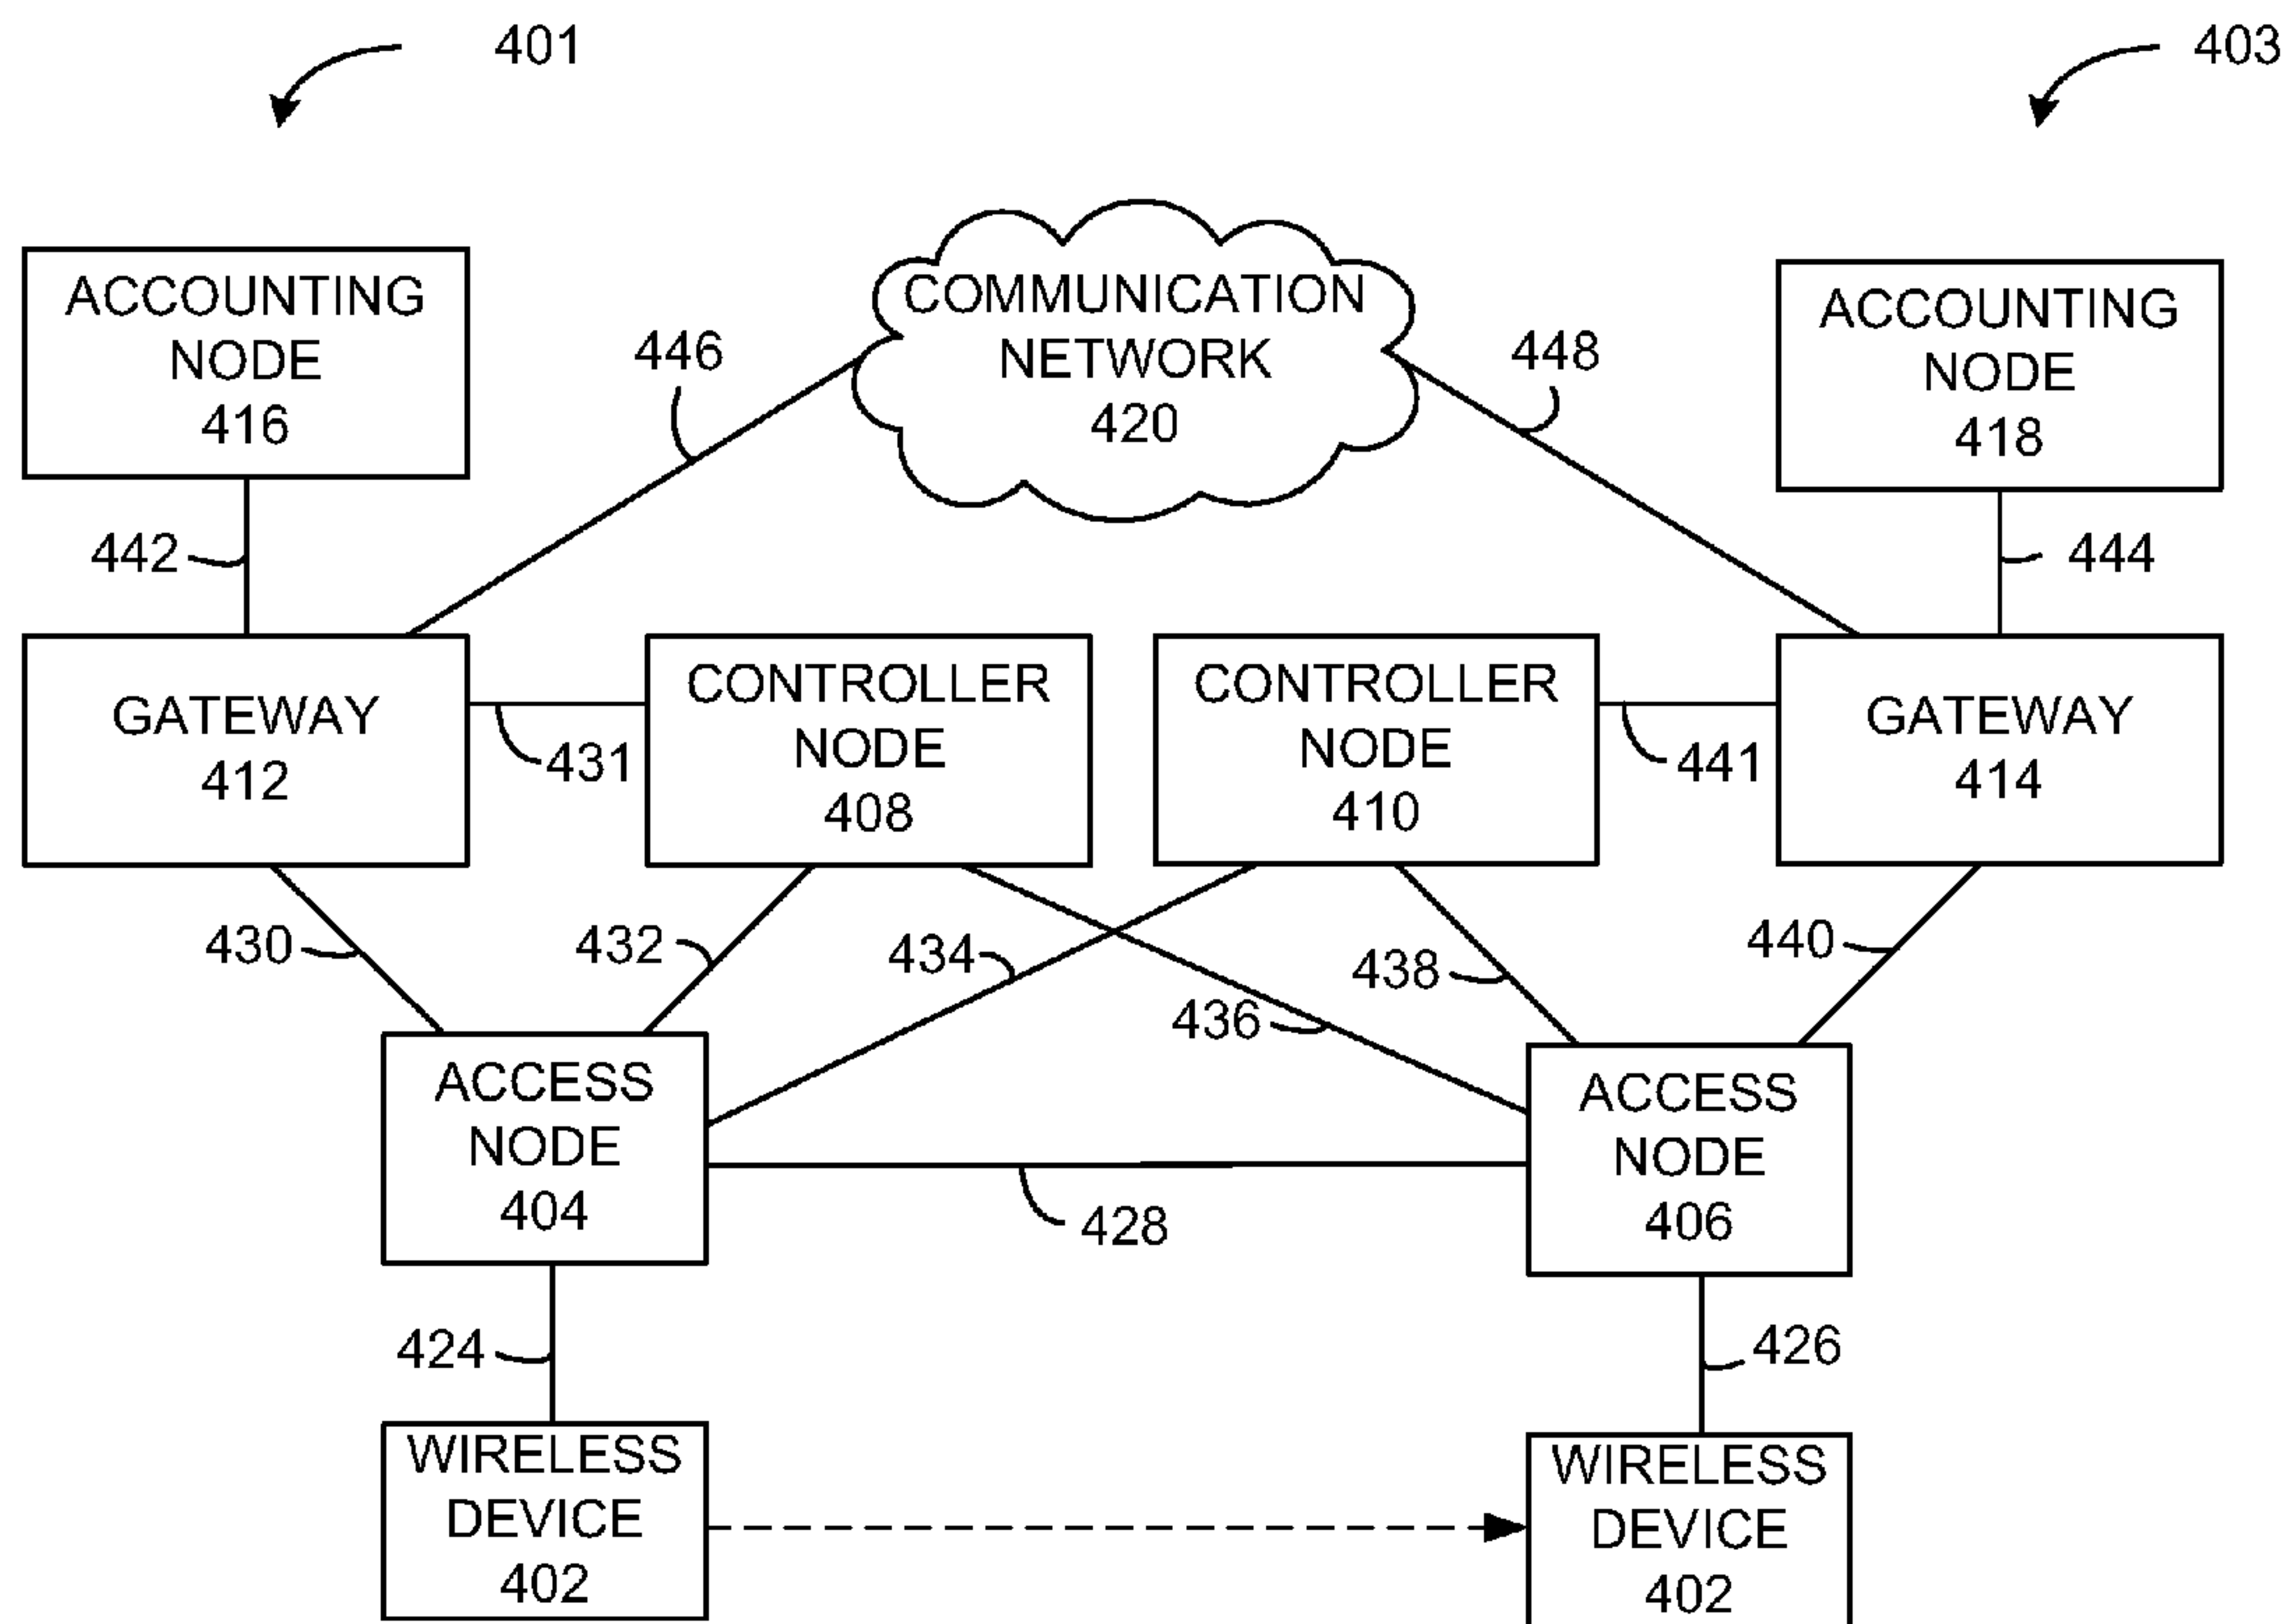 401
403
ACCOUNTING
NODE
416
COMMUNICATION
NETWORK
420
ACCOUNTING
NODE
418
446
448
442
444
GATEWAY
412
CONTROLLER
NODE
408
CONTROLLER
NODE
410
GATEWAY
414
431
441
430
432
434
436
438
440
ACCESS
NODE
404
ACCESS
NODE
406
428
424
426
WIRELESS
DEVICE
402
WIRELESS
DEVICE
402